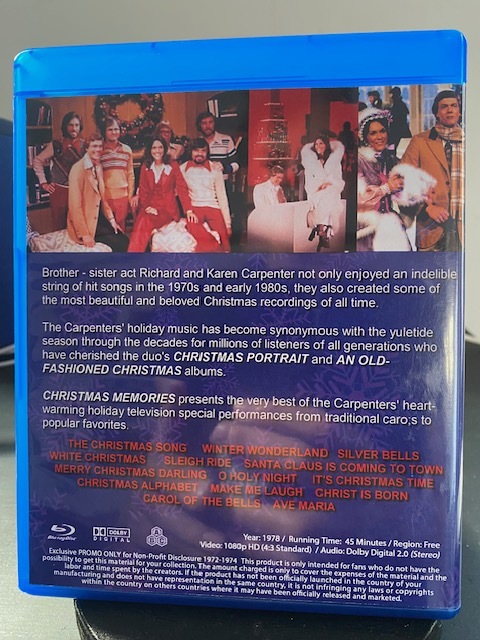 Brother - sister act Richard and Karen Carpenter not only enjoyed an indelible
string of hit songs in the 1970s and early 1980s, they also created some of
the most beautiful and beloved Christmas recordings of all time.
The Carpenters' holiday music has become synonymous with the yuletide
season through the decades for millions of listeners of all generations who
have cherished the duo's CHRISTMAS PORTRAIT and AN OLD-
FASHIONED CHRISTMAS albums.
CHRISTMAS MEMORIES presents the very best of the Carpenters' heart-
warming holiday television special performances from traditional caro;s to
popular favorites.
THE CHRISTMAS SONG WINTER WONDERLAND SILVER BELLS
WHITE CHRISTMAS SLEIGH RIDE SANTA CLAUS IS COMING TO TOWN
MERRY CHRISTMAS DARLING O HOLY NIGHT IT'S CHRISTMAS TIME
CHRISTMAS ALPHABET MAKE ME LAUGH CHRIST IS BORN
CAROL OF THE BELLS AVE MARIA
Blu-ray Disc DOLBY DIGITAL
Year: 1978 / Running Time: 45 Minutes / Region: Free
Video: 1080p HD (4:3 Standard) / Audio: Dolby Digital 2.0 (Stereo)
Exclusive PROMO ONLY for Non-Profit Disclosure 1972-1974 This product is only intended for fans who do not have the
possibility to get this material for your collection. The amount charged is only to cover the expenses of the material and the
labor and time spent by the creators. If the product has not been officially launched in the country of your
manufacturing and does not have representation in the same country, it is not infringing any laws or copyrights
within the country on others countries where it may have been officially released and marketed.